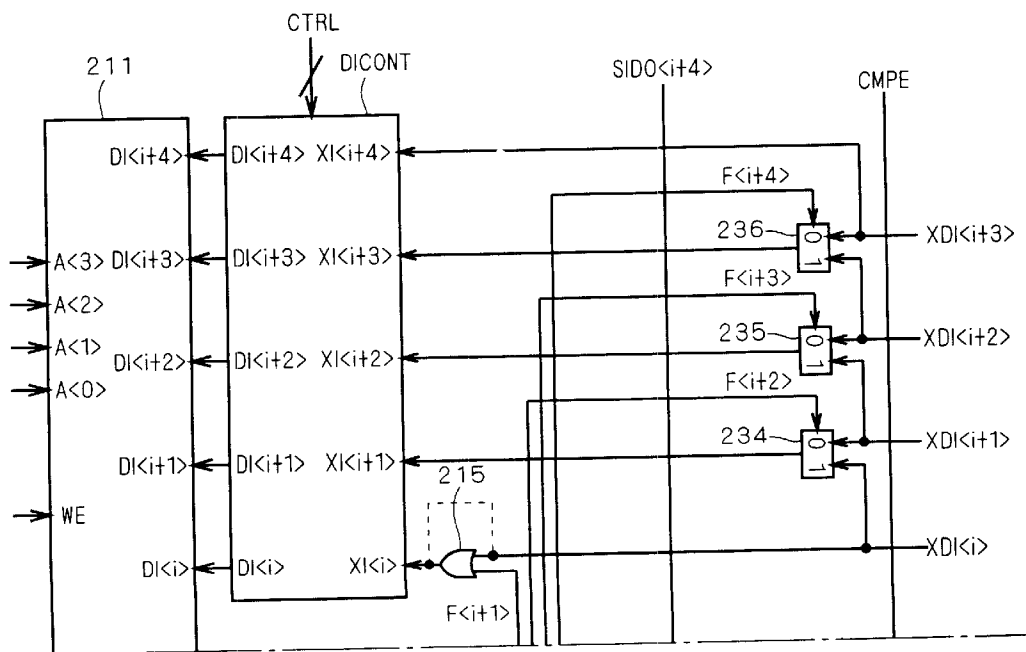 CTRL
211
DICONT
SIDO<i+4>
CMPE
DI<i+4> DI<i+4> XI<i+4>
F<i+4>
236 0 1 XDI<i+3>
A<3> DI<i+3> DI<i+3> XI<i+3>
F<i+3>
A<2>
235 0 1 XDI<i+2>
A<1> DI<i+2> DI<i+2> XI<i+2>
A<0>
F<i+2>
234 0 1 XDI<i+1>
DI<i+1> DI<i+1> XI<i+1>
215
WE
XDI<i>
DI<i> DI<i> XI<i>
F<i+1>